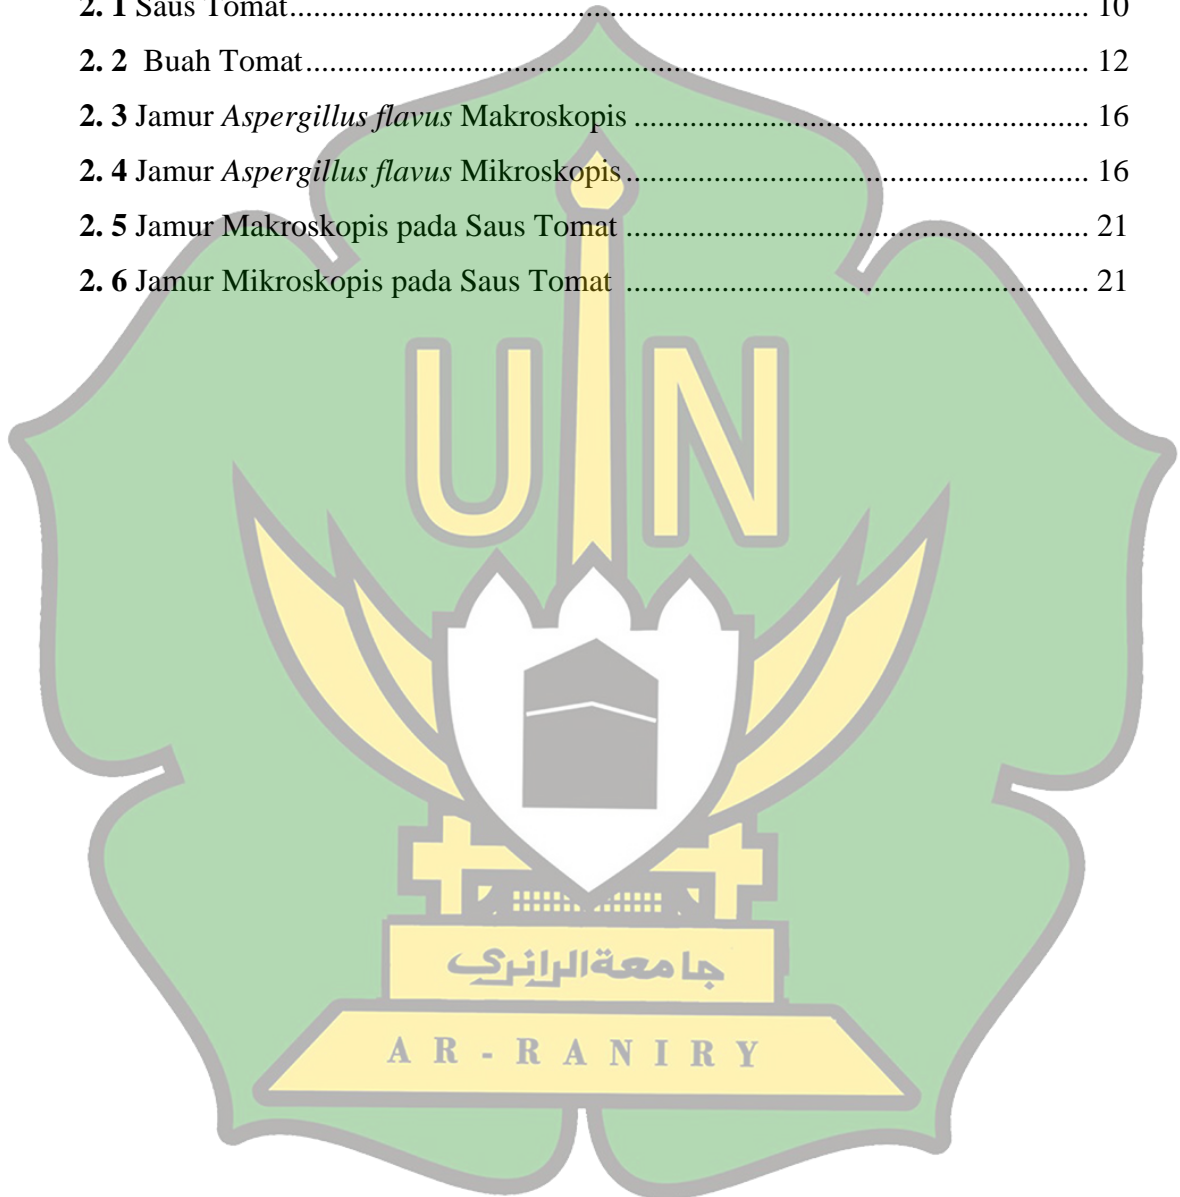 2. 1 Saus Tomat.................................................................................................... 10
2. 2 Buah Tomat.................................................................................................. 12
2. 3 Jamur Aspergillus flavus Makroskopis ......................................................... 16
2. 4 Jamur Aspergillus flavus Mikroskopis.......................................................... 16
2. 5 Jamur Makroskopis pada Saus Tomat .......................................................... 21
2. 6 Jamur Mikroskopis pada Saus Tomat .......................................................... 21
UIN
جامعةالرانري
AR-RANIRY